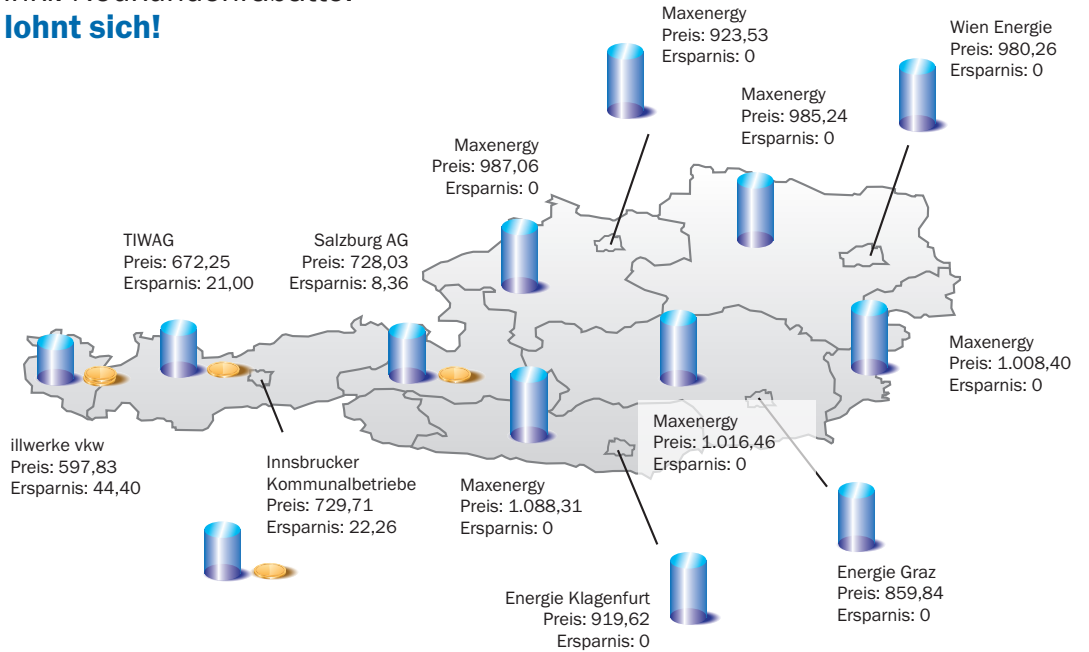 lohnt sich!
Maxenergy
Preis: 923,53
Ersparnis: 0
Wien Energie
Preis: 980,26
Ersparnis: 0
Maxenergy
Preis: 985,24
Ersparnis: 0
Maxenergy
Preis: 987,06
Ersparnis: 0
TIWAG
Preis: 672,25
Ersparnis: 21,00
Salzburg AG
Preis: 728,03
Ersparnis: 8,36
Maxenergy
Preis: 1.008,40
Ersparnis: 0
illwerke vkw
Preis: 597,83
Ersparnis: 44,40
Innsbrucker
Kommunalbetriebe
Preis: 729,71
Ersparnis: 22,26
Maxenergy
Preis: 1.088,31
Ersparnis: 0
Maxenergy
Preis: 1.016,46
Ersparnis: 0
Energie Klagenfurt
Preis: 919,62
Ersparnis: 0
Energie Graz
Preis: 859,84
Ersparnis: 0